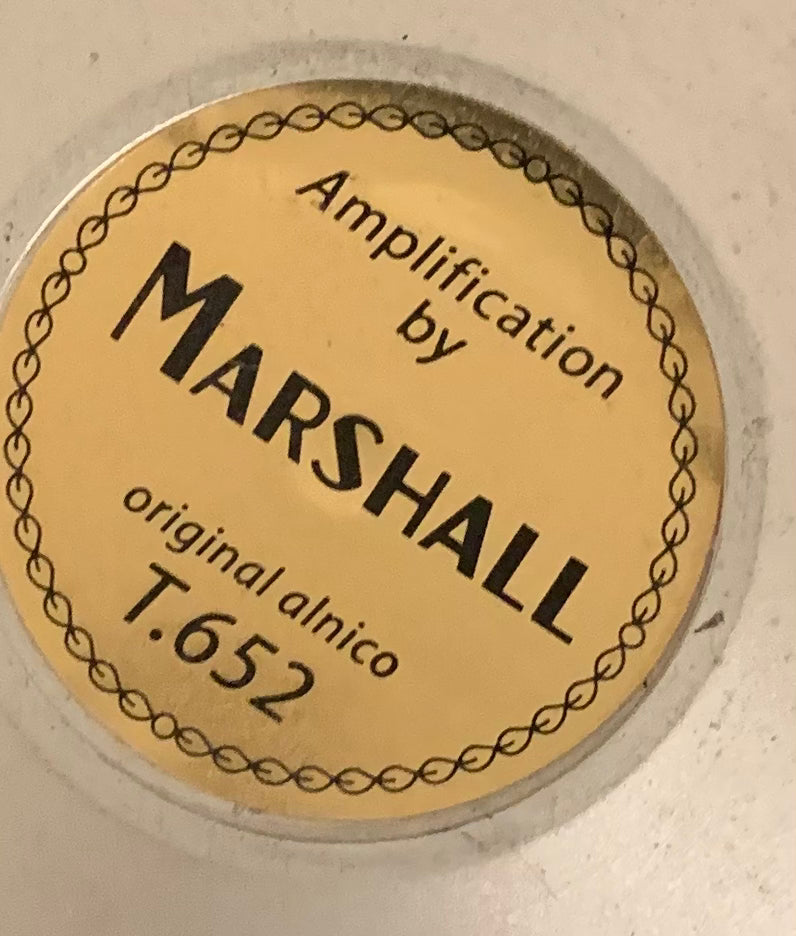 Amplification
by
MARSHALL
original alnico
T.652